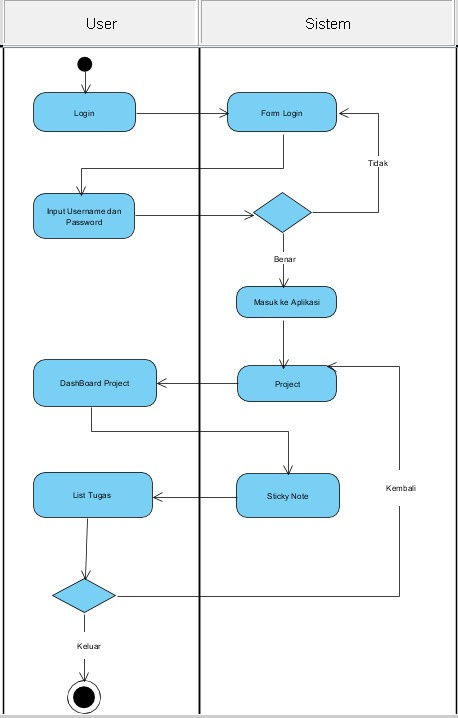 User
Sistem
Login
Form Login
Tidak
Input Username dan
Password
Benar
Masuk ke Aplikasi
DashBoard Project
Project
Kembali
List Tugas
Sticky Note
Keluar